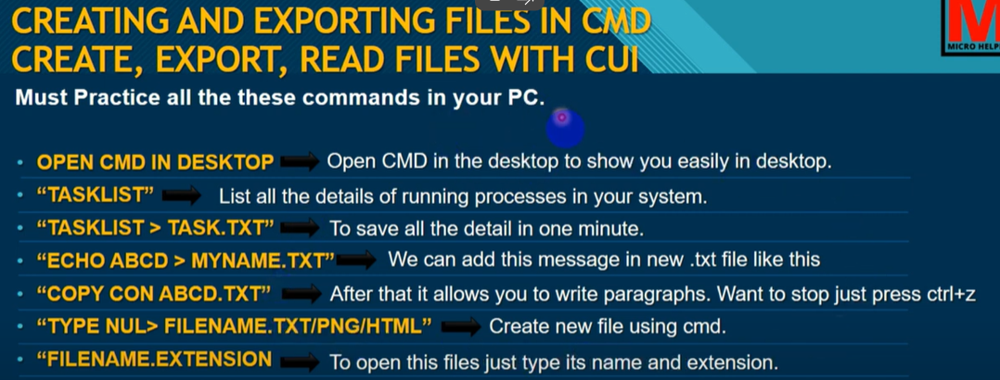 CREATING AND EXPORTING FILES IN CMD
CREATE, EXPORT, READ FILES WITH CUI
M
MICRO HELP
Must Practice all the these commands in your PC.
• OPEN CMD IN DESKTOP Open CMD in the desktop to show you easily in desktop.
• “TASKLIST” List all the details of running processes in your system.
• “TASKLIST > TASK.TXT” To save all the detail in one minute.
• “ECHO ABCD > MYNAME.TXT” We can add this message in new .txt file like this
• “COPY CON ABCD.TXT” After that it allows you to write paragraphs. Want to stop just press ctrl+z
• “TYPE NUL> FILENAME.TXT/PNG/HTML” Create new file using cmd.
• “FILENAME.EXTENSION To open this files just type its name and extension.